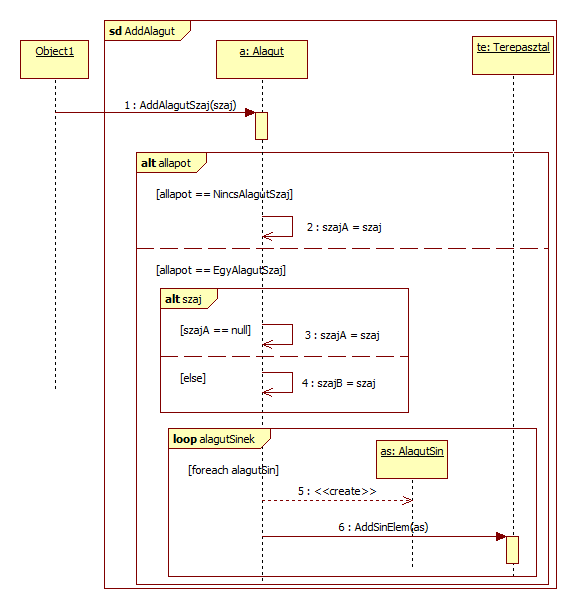 sd AddAlagut
Object1
a: Alagut
te: Terepasztal
1 : AddAlagutSzaj(szaj)
alt allapot
[allapot == NincsAlagutSzaj]
2 : szajA = szaj
[allapot == EgyAlagutSzaj]
alt szaj
[szajA == null]
3 : szajA = szaj
[else]
4 : szajB = szaj
loop alagutSinek
as: AlagutSin
[foreach alagutSin]
5 : <<create>>
6 : AddSinElem(as)